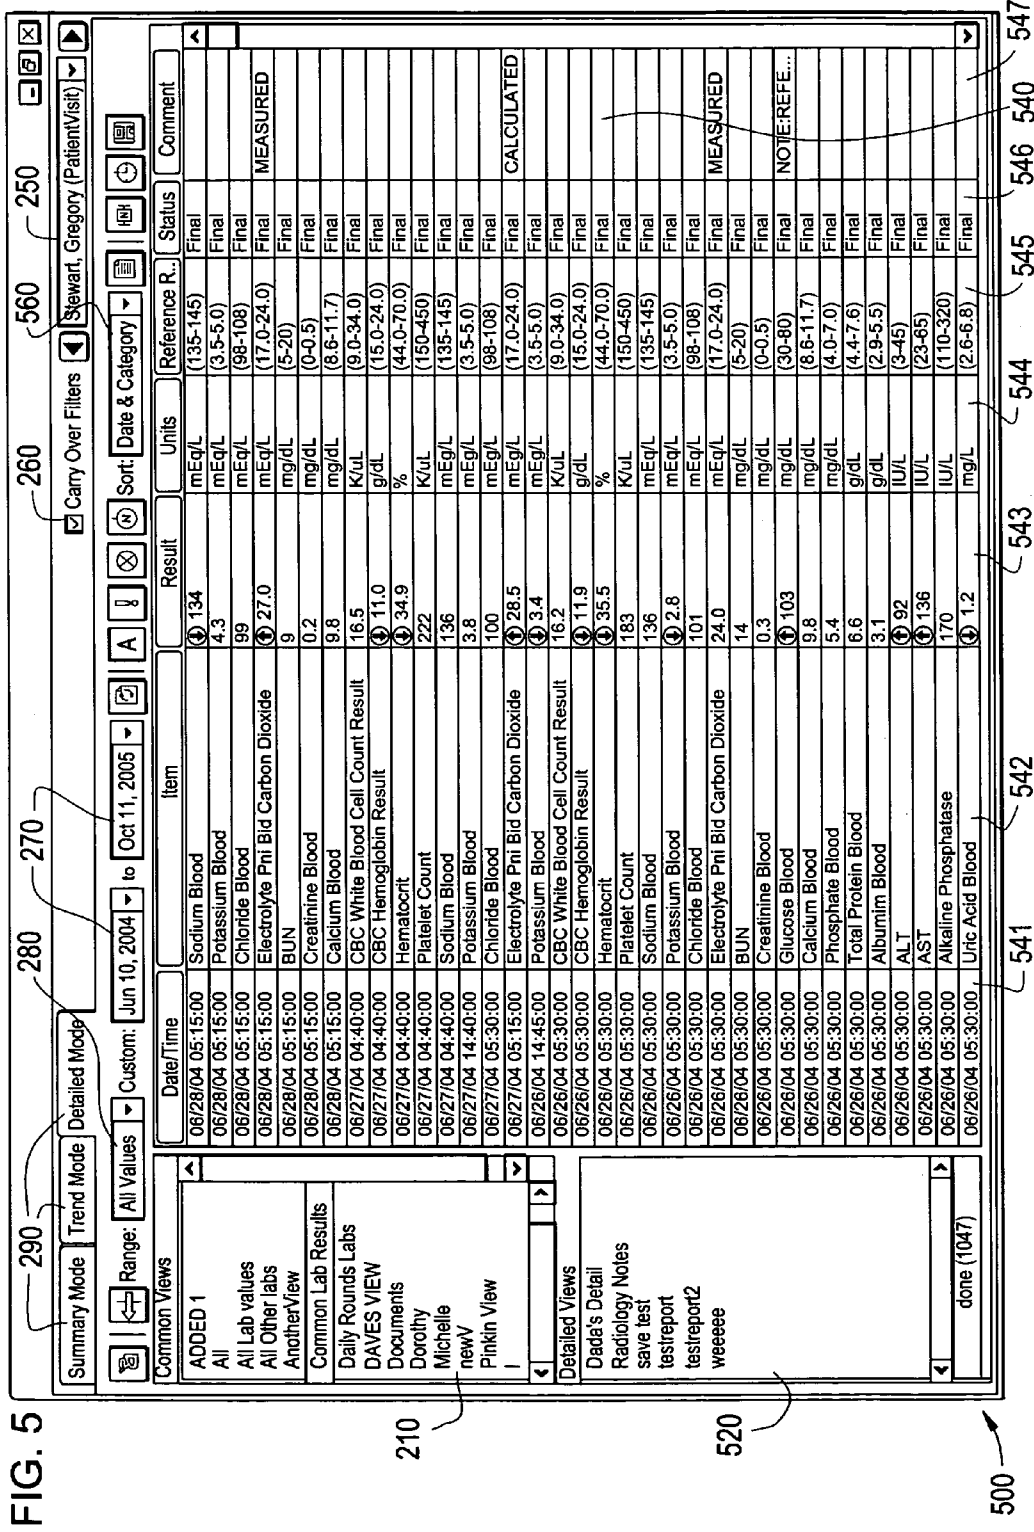 FIG. 5
290
280
270
260
560
250
Summary Mode Trend Mode Detailed Mode
Carry Over Filters Stewart, Gregory (PatientVisit)
Range: All Values Custom: Jun 10, 2004 to Oct 11, 2005 A N Sort: Date & Category
Common Views
ADDED 1
All
All Lab values
All Other labs
AnotherView
Common Lab Results
Daily Rounds Labs
DAVES VIEW
Documents
Dorothy
Michelle
newV
Pinkin View
Detailed Views
Dada's Detail
Radiology Notes
save test
testreport
testreport2
weeeee
done (1047)
Date/Time Item Result Units Reference R.. Status Comment
06/28/04 05:15:00 Sodium Blood 134 mEq/L (135-145) Final
06/28/04 05:15:00 Potassium Blood 4.3 mEq/L (3.5-5.0) Final
06/28/04 05:15:00 Chloride Blood 99 mEq/L (98-108) Final
06/28/04 05:15:00 Electrolyte Pni Bid Carbon Dioxide 27.0 mEq/L (17.0-24.0) Final MEASURED
06/28/04 05:15:00 BUN 9 mg/dL (5-20) Final
06/28/04 05:15:00 Creatinine Blood 0.2 mg/dL (0-0.5) Final
06/28/04 05:15:00 Calcium Blood 9.8 mg/dL (8.6-11.7) Final
06/27/04 04:40:00 CBC White Blood Cell Count Result 16.5 K/uL (9.0-34.0) Final
06/27/04 04:40:00 CBC Hemoglobin Result 11.0 g/dL (15.0-24.0) Final
06/27/04 04:40:00 Hematocrit 34.9 % (44.0-70.0) Final
06/27/04 04:40:00 Platelet Count 222 K/uL (150-450) Final
06/27/04 04:40:00 Sodium Blood 136 mEg/L (135-145) Final
06/27/04 14:40:00 Potassium Blood 3.8 mEg/L (3.5-5.0) Final
06/27/04 05:30:00 Chloride Blood 100 mEg/L (98-108) Final
06/27/04 05:15:00 Electrolyte Pni Bid Carbon Dioxide 28.5 mEg/L (17.0-24.0) Final CALCULATED
06/26/04 14:45:00 Potassium Blood 3.4 mEg/L (3.5-5.0) Final
06/26/04 05:30:00 CBC White Blood Cell Count Result 16.2 K/uL (9.0-34.0) Final
06/26/04 05:30:00 CBC Hemoglobin Result 11.9 g/dL (15.0-24.0) Final
06/26/04 05:30:00 Hematocrit 35.5 % (44.0-70.0) Final
06/26/04 05:30:00 Platelet Count 183 K/uL (150-450) Final
06/26/04 05:30:00 Sodium Blood 136 mEq/L (135-145) Final
06/26/04 05:30:00 Potassium Blood 2.8 mEq/L (3.5-5.0) Final
06/26/04 05:30:00 Chloride Blood 101 mEq/L (98-108) Final
06/26/04 05:30:00 Electrolyte Pni Bid Carbon Dioxide 24.0 mEq/L (17.0-24.0) Final MEASURED
06/26/04 05:30:00 BUN 14 mg/dL (5-20) Final
06/26/04 05:30:00 Creatinine Blood 0.3 mg/dL (0-0.5) Final
06/26/04 05:30:00 Glucose Blood 103 mg/dL (30-80) Final NOTE:REFE...
06/26/04 05:30:00 Calcium Blood 9.8 mg/dL (8.6-11.7) Final
06/26/04 05:30:00 Phosphate Blood 5.4 mg/dL (4.0-7.0) Final
06/26/04 05:30:00 Total Protein Blood 6.6 g/dL (4.4-7.6) Final
06/26/04 05:30:00 Albumim Blood 3.1 g/dL (2.9-5.5) Final
06/26/04 05:30:00 ALT 92 IU/L (3-45) Final
06/26/04 05:30:00 AST 136 IU/L (23-65) Final
06/26/04 05:30:00 Alkaline Phosphatase 170 IU/L (110-320) Final
06/26/04 05:30:00 Uric Acid Blood 1.2 mg/L (2.6-6.8) Final
210
520
500
541
542
543
544
545
546
540
547